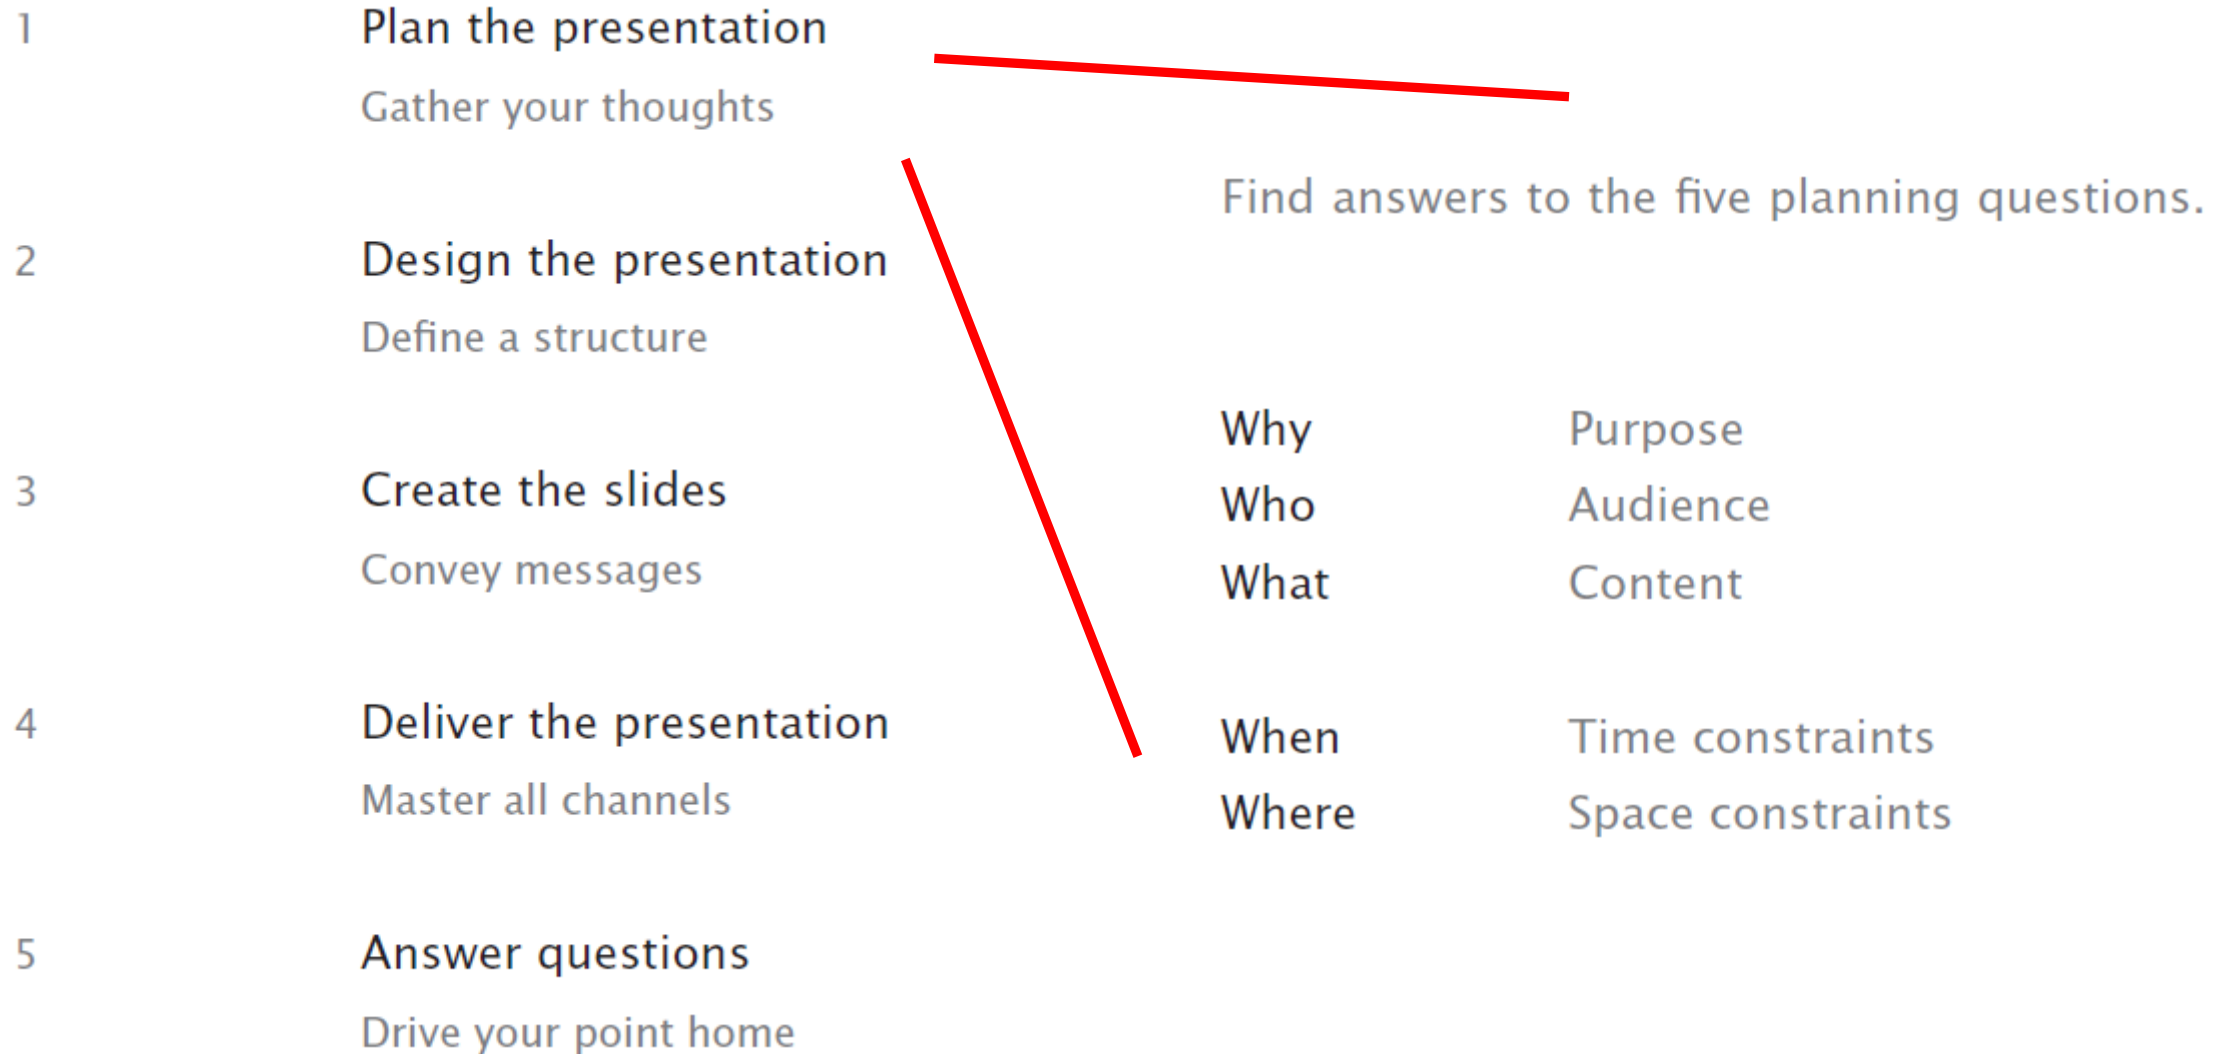 1 Plan the presentation
Gather your thoughts
2 Design the presentation
Define a structure
3 Create the slides
Convey messages
4 Deliver the presentation
Master all channels
5 Answer questions
Drive your point home
Find answers to the five planning questions.
Why Purpose
Who Audience
What Content
When Time constraints
Where Space constraints